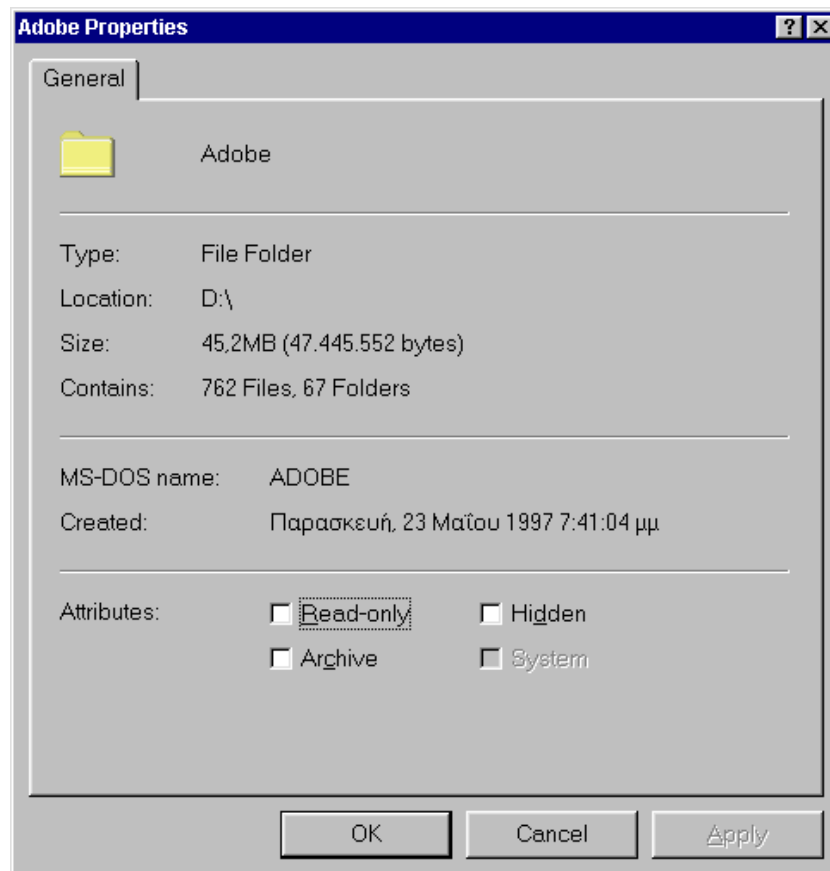 Adobe Properties
General
Adobe
Type: File Folder
Location: D:\
Size: 45,2MB (47.445.552 bytes)
Contains: 762 Files, 67 Folders
MS-DOS name: ADOBE
Created: Παρασκευή, 23 Μαΐου 1997 7:41:04 μμ
Attributes: Read-only Hidden
Archive System
OK Cancel Apply